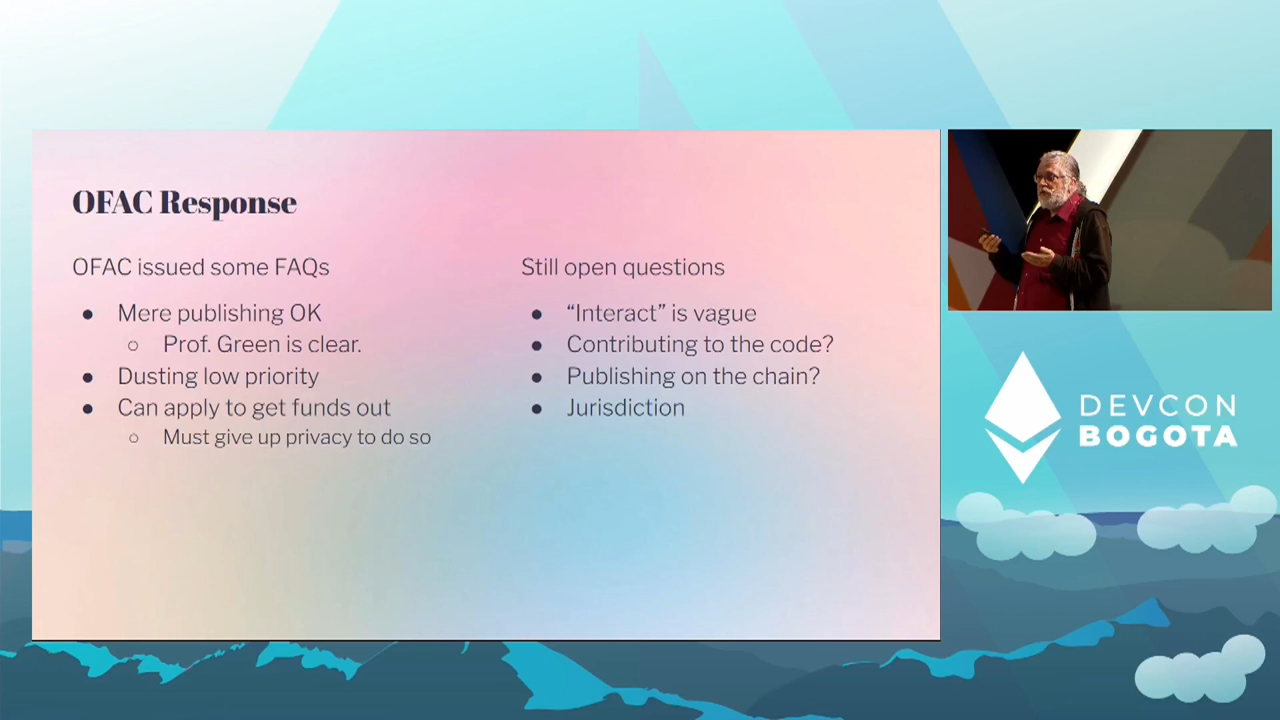 OFAC Response
OFAC issued some FAQs
● Mere publishing OK
○ Prof. Green is clear.
● Dusting low priority
● Can apply to get funds out
○ Must give up privacy to do so
Still open questions
● “Interact” is vague
● Contributing to the code?
● Publishing on the chain?
● Jurisdiction
DEVCON
BOGOTA